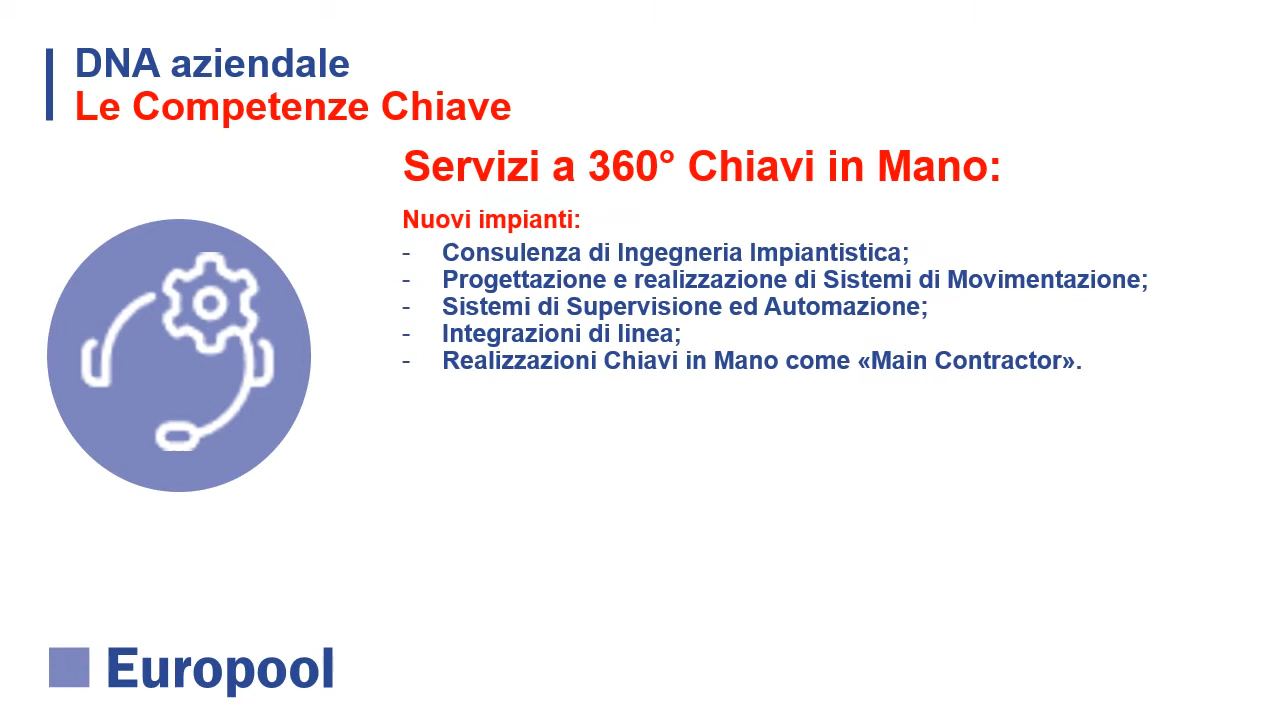 DNA aziendale
Le Competenze Chiave
Servizi a 360° Chiavi in Mano:
Nuovi impianti:
- Consulenza di Ingegneria Impiantistica;
- Progettazione e realizzazione di Sistemi di Movimentazione;
- Sistemi di Supervisione ed Automazione;
- Integrazioni di linea;
- Realizzazioni Chiavi in Mano come «Main Contractor».
Europool